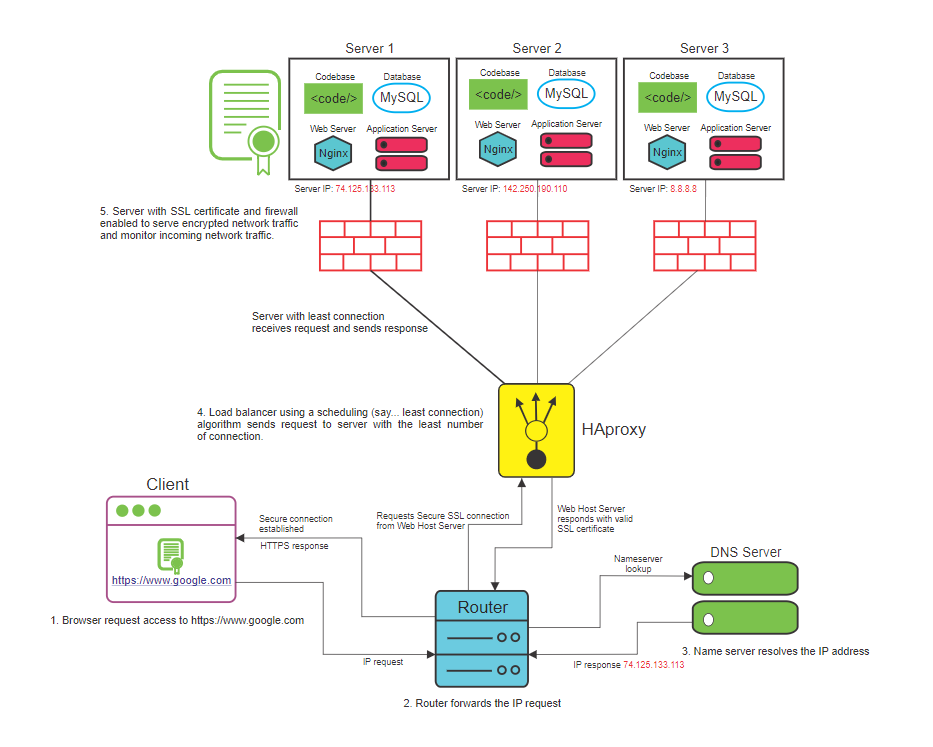 Server 1
Server 2
Server 3
Codebase
Database
<code/>
MySQL
Web Server
Application Server
Nginx
Codebase
Database
<code/>
MySQL
Web Server
Application Server
Nginx
Codebase
Database
<code/>
MySQL
Web Server
Application Server
Nginx
Server IP: 74.125.133.113
Server IP: 142.250.190.110
Server IP: 8.8.8.8
5. Server with SSL certificate and firewall
enabled to serve encrypted network traffic
and monitor incoming network traffic.
Server with least connection
receives request and sends response
4. Load balancer using a scheduling (say... least connection)
algorithm sends request to server with the least number
of connection.
HAproxy
Client
https://www.google.com
1. Browser request access to https://www.google.com
Secure connection
established
HTTPS response
IP request
Requests Secure SSL connection
from Web Host Server
Web Host Server
responds with valid
SSL certificate
Router
2. Router forwards the IP request
Nameserver
lookup
DNS Server
IP response 74.125.133.113
3. Name server resolves the IP address